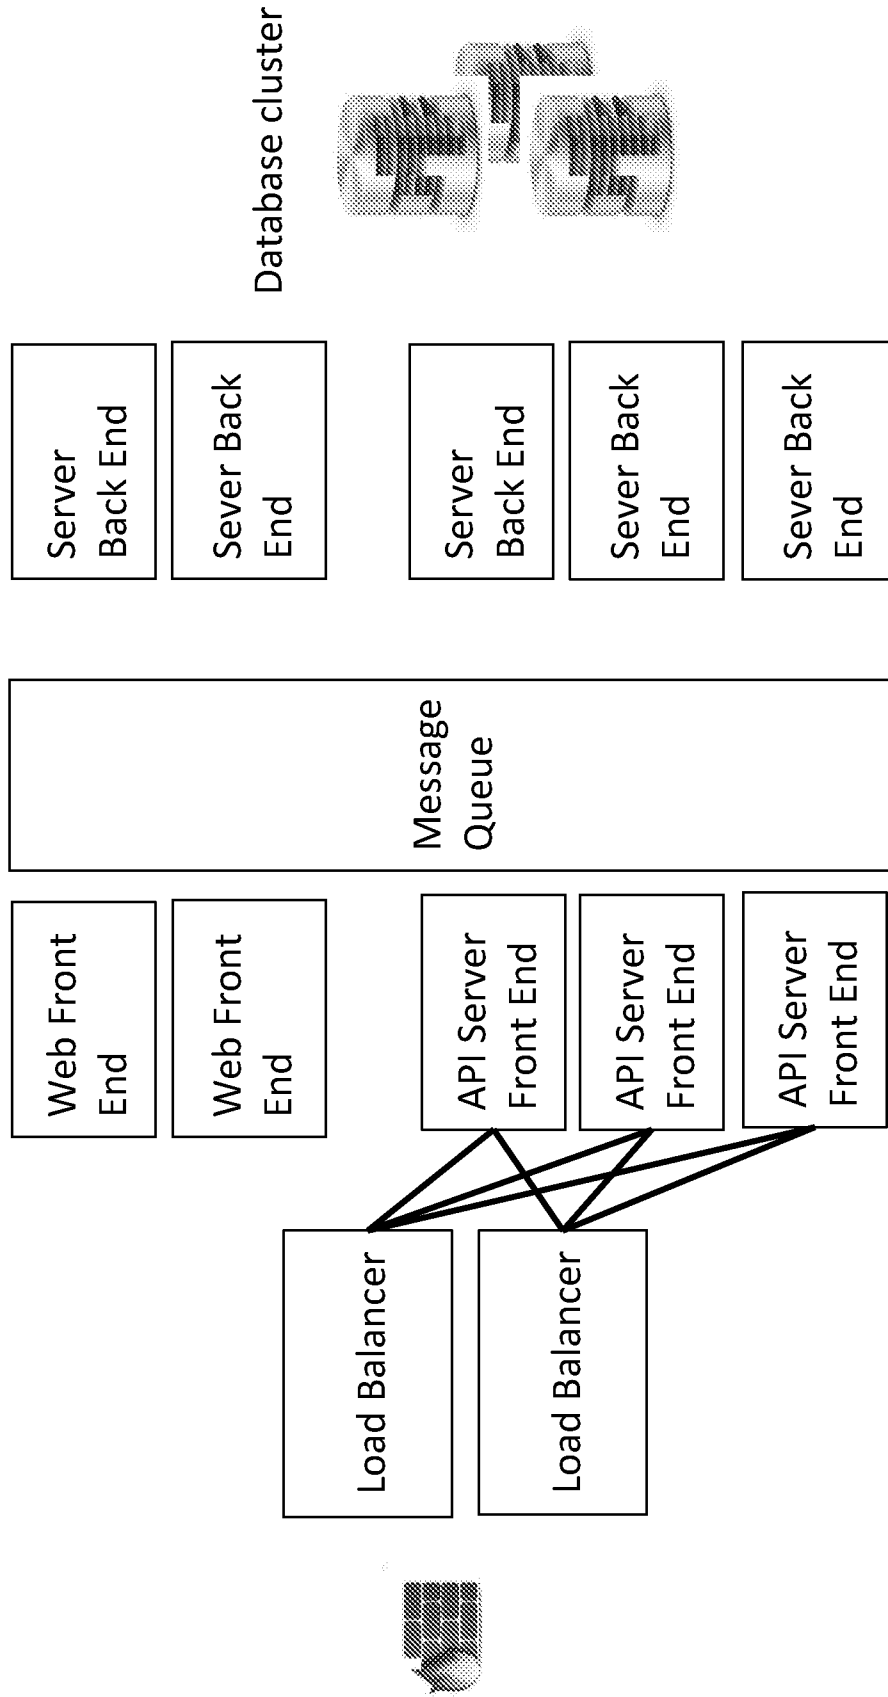 Load Balancer
Load Balancer
Web Front
End
Web Front
End
API Server
Front End
API Server
Front End
API Server
Front End
Message
Queue
Server
Back End
Sever Back
End
Server
Back End
Sever Back
End
Sever Back
End
Database cluster